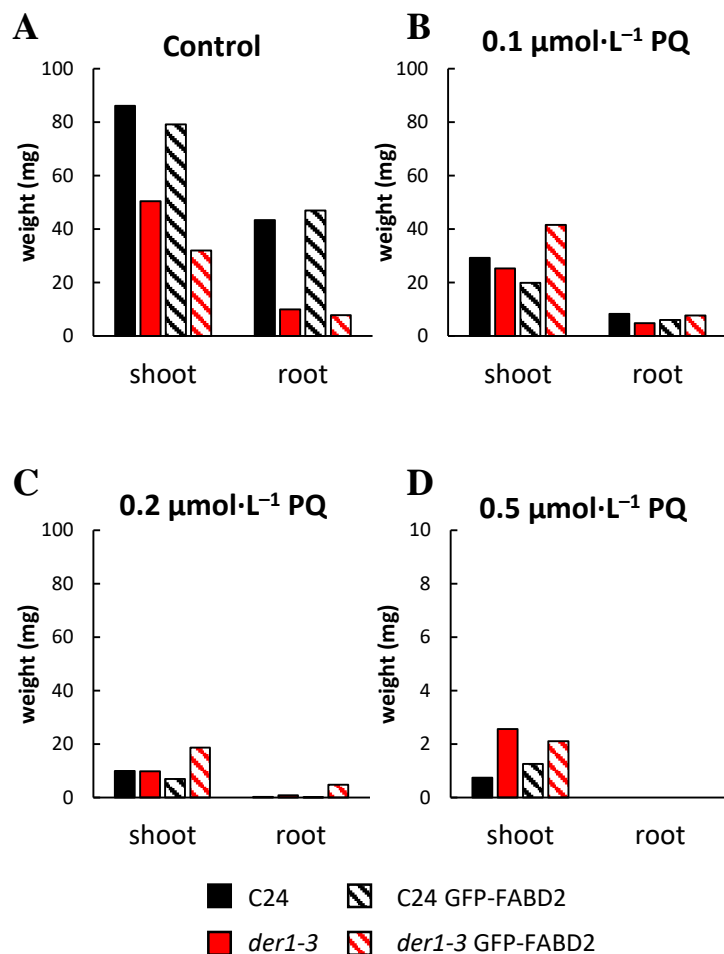 A
Control
100
80
60
40
20
0
weight (mg)
shoot
root
B
0.1 µmol·L⁻¹ PQ
100
80
60
40
20
0
weight (mg)
shoot
root
C
0.2 µmol·L⁻¹ PQ
100
80
60
40
20
0
weight (mg)
shoot
root
D
0.5 µmol·L⁻¹ PQ
10
8
6
4
2
0
weight (mg)
shoot
root
C24
C24 GFP-FABD2
der1-3
der1-3 GFP-FABD2